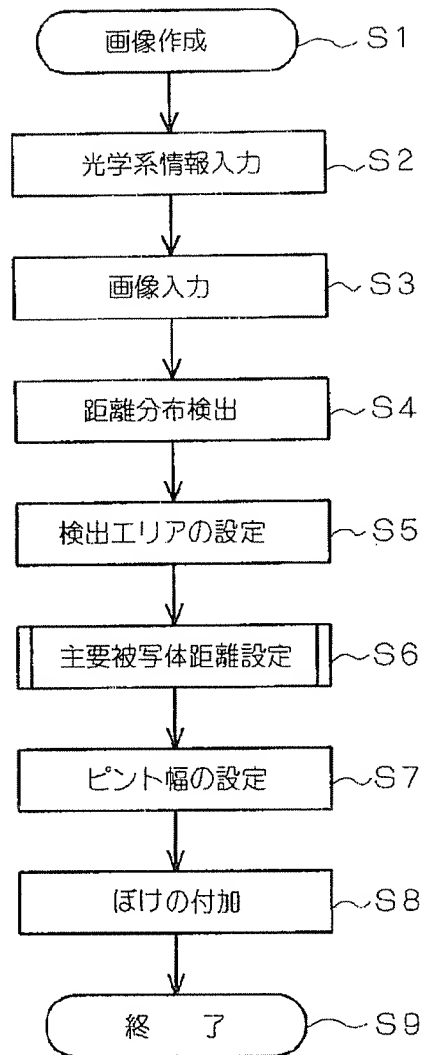 画像作成 S1
光学系情報入力 S2
画像入力 S3
距離分布検出 S4
検出エリアの設定 S5
主要被写体距離設定 S6
ピント幅の設定 S7
ぼけの付加 S8
終 了 S9